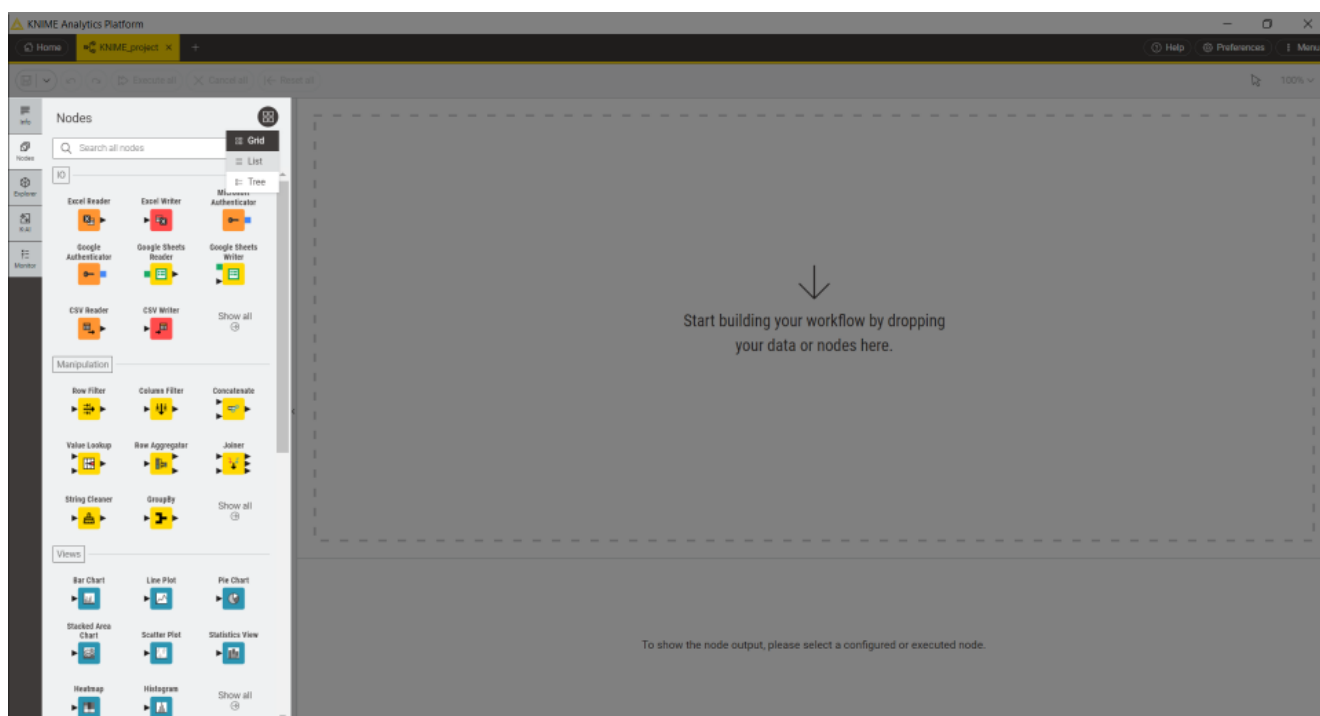 KNIME Analytics Platform
Home
KNIME_project
Help
Preferences
Menu
Execute all
Cancel all
Reset all
100%
Info
Nodes
Explorer
K-AI
Monitor
Nodes
Search all nodes
Grid
List
Tree
IO
Excel Reader
Excel Writer
Microsoft
Authenticator
Google
Authenticator
Google Sheets
Reader
Google Sheets
Writer
CSV Reader
CSV Writer
Show all
Manipulation
Row Filter
Column Filter
Concatenate
Value Lookup
Row Aggregator
Joiner
String Cleaner
GroupBy
Show all
Views
Bar Chart
Line Plot
Pie Chart
Stacked Area
Chart
Scatter Plot
Statistics View
Heatmap
Histogram
Show all
Start building your workflow by dropping
your data or nodes here.
To show the node output, please select a configured or executed node.